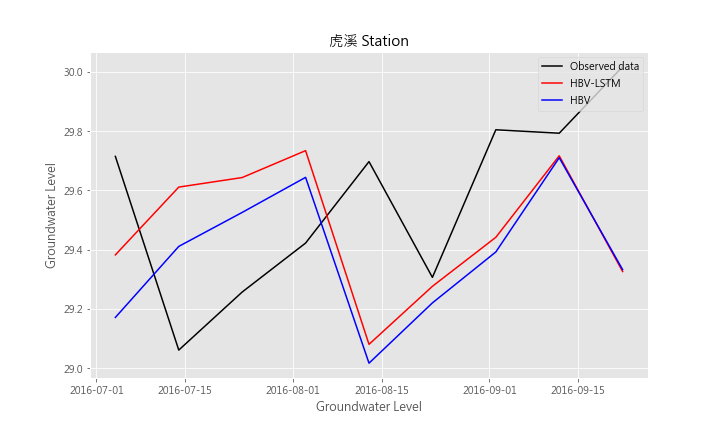 虎溪 Station
Observed data
HBV-LSTM
HBV
30.0
29.8
29.6
29.4
29.2
29.0
Groundwater Level
2016-07-01 2016-07-15 2016-08-01 2016-08-15 2016-09-01 2016-09-15
Groundwater Level